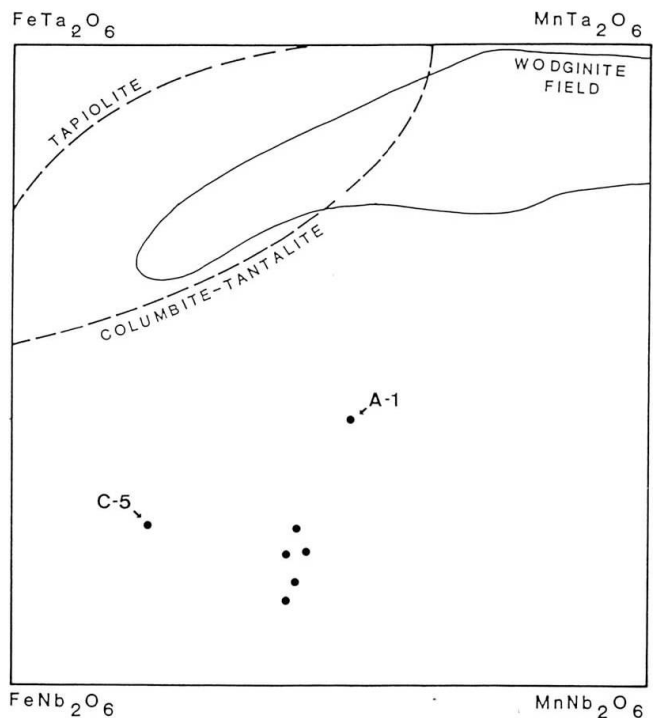 FeTa₂O₆
MnTa₂O₆
TAPIOLITE
WODGINITE
FIELD
COLUMBITE-TANTALITE
A-1
C-5
FeNb₂O₆
MnNb₂O₆